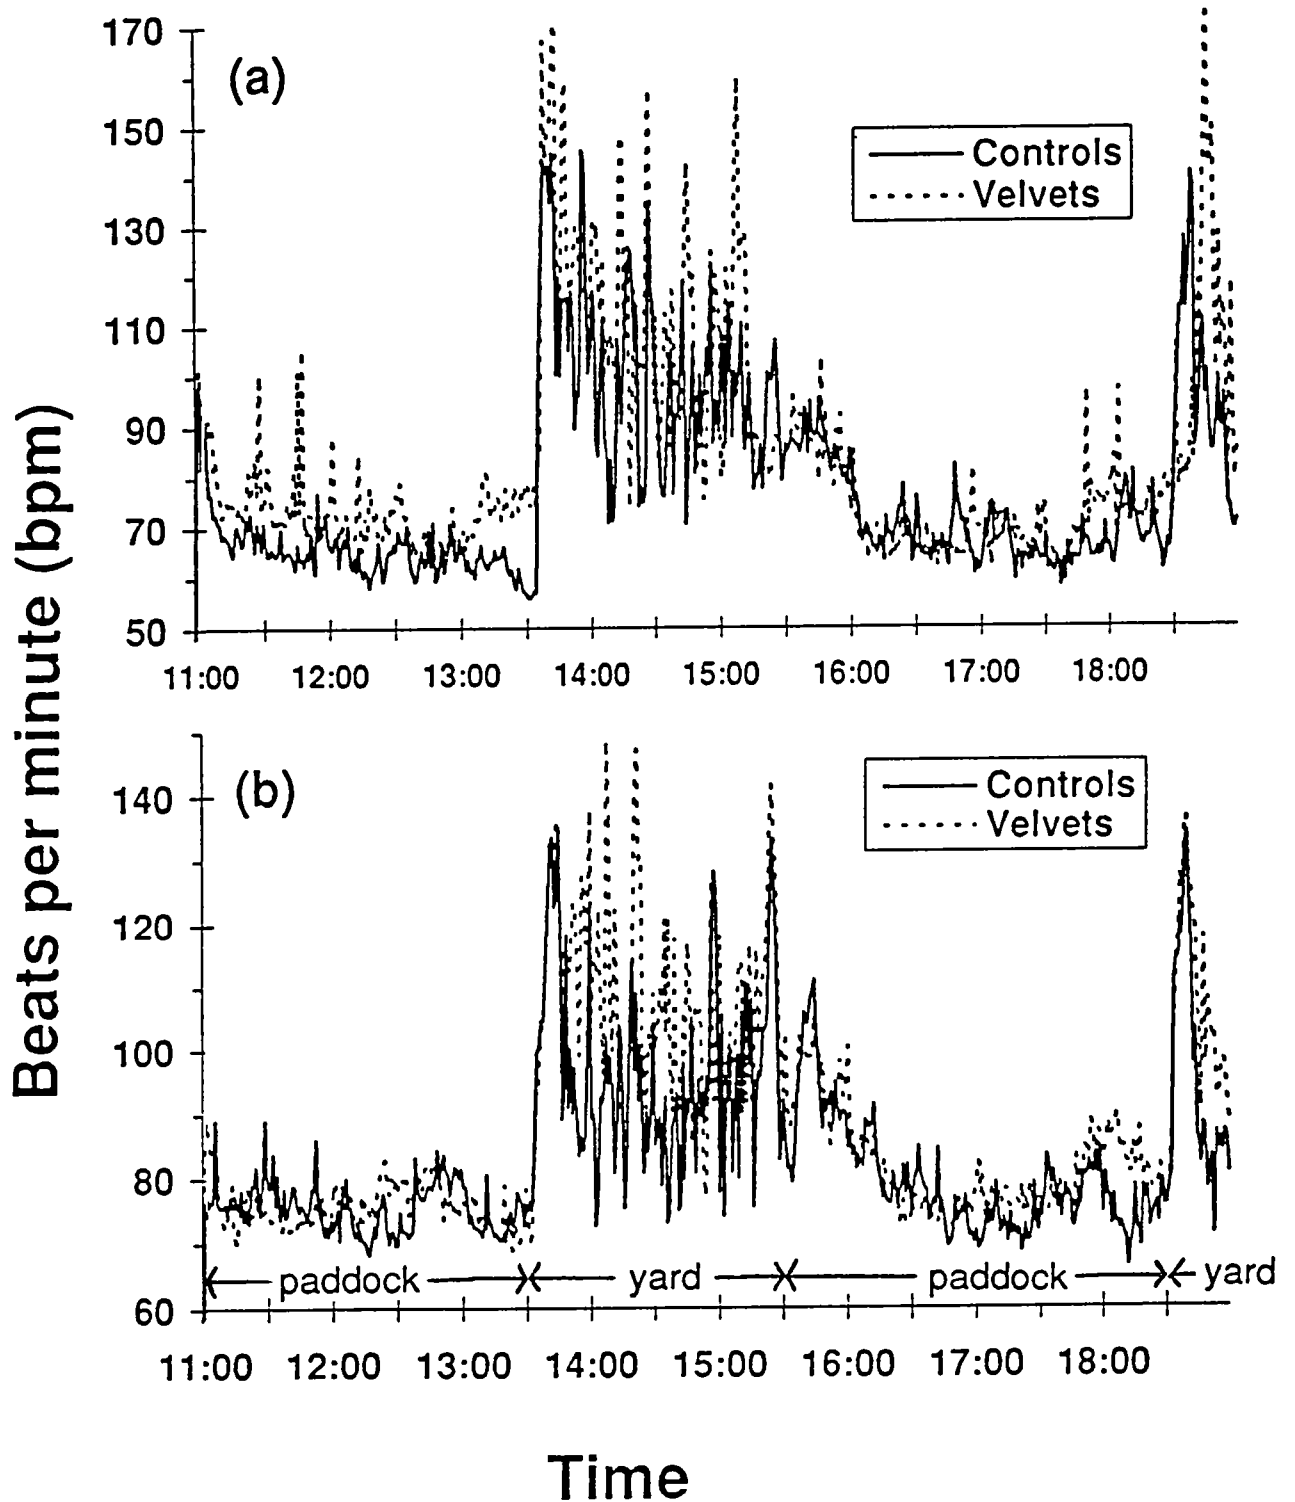 Beats per minute (bpm)
(a)
170
150
130
110
90
70
50
Controls
Velvets
11:00 12:00 13:00 14:00 15:00 16:00 17:00 18:00
(b)
140
120
100
80
60
Controls
Velvets
paddock yard paddock yard
11:00 12:00 13:00 14:00 15:00 16:00 17:00 18:00
Time